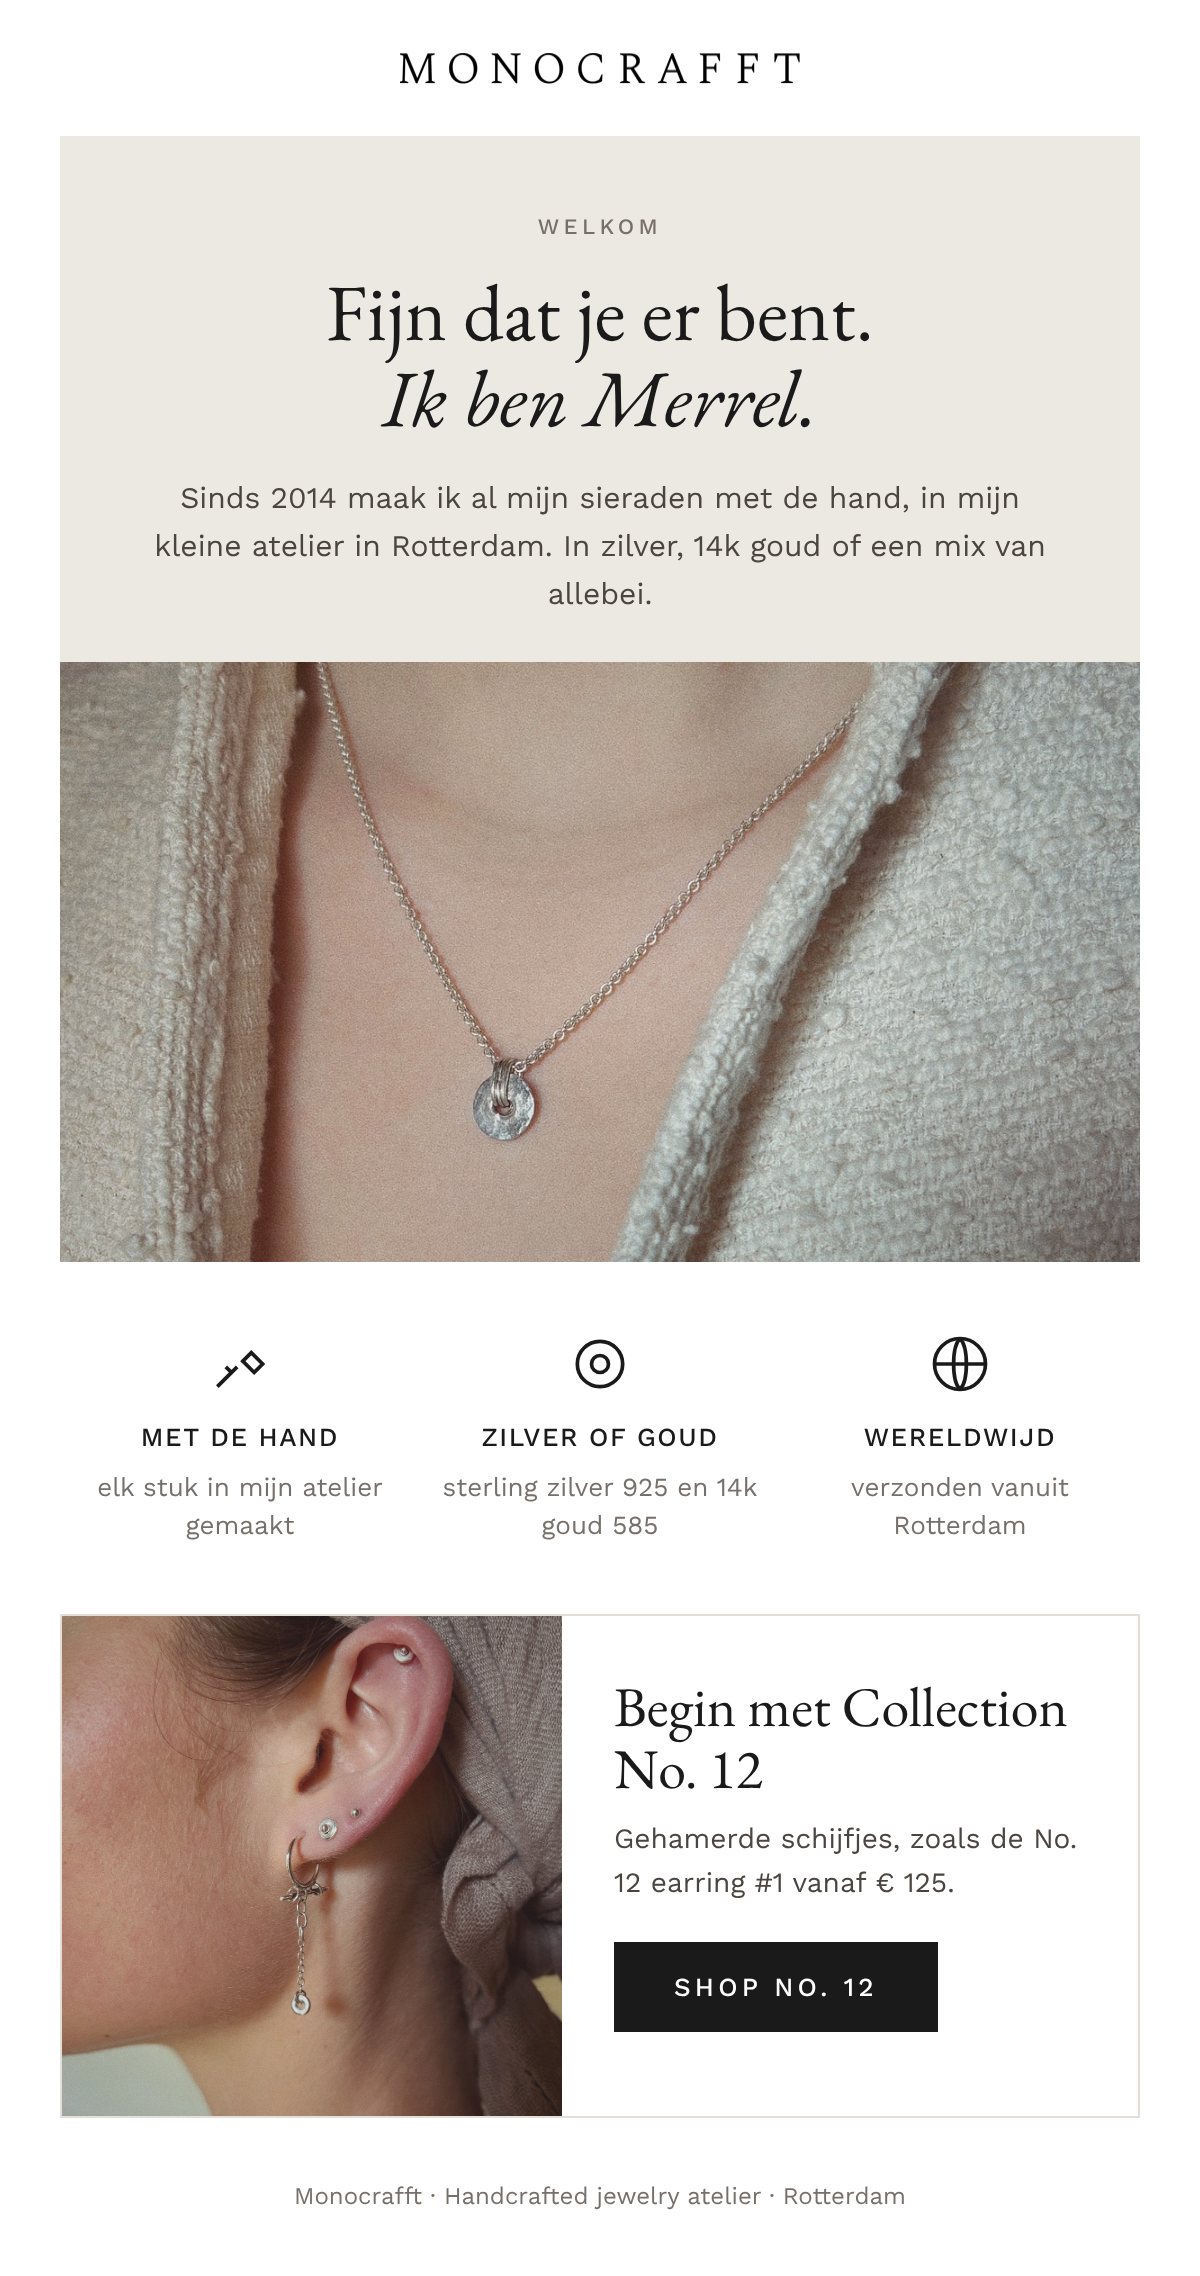 MONOCRAFFT
WELKOM
Fijn dat je er bent.
Ik ben Merrel.
Sinds 2014 maak ik al mijn sieraden met de hand, in mijn
kleine atelier in Rotterdam. In zilver, 14k goud of een mix van
allebei.
MET DE HAND
elk stuk in mijn atelier
gemaakt
ZILVER OF GOUD
sterling zilver 925 en 14k
goud 585
WERELDWIJD
verzonden vanuit
Rotterdam
Begin met Collection
No. 12
Gehamerde schijfjes, zoals de No.
12 earring #1 vanaf € 125.
SHOP NO. 12
Monocrafft · Handcrafted jewelry atelier · Rotterdam